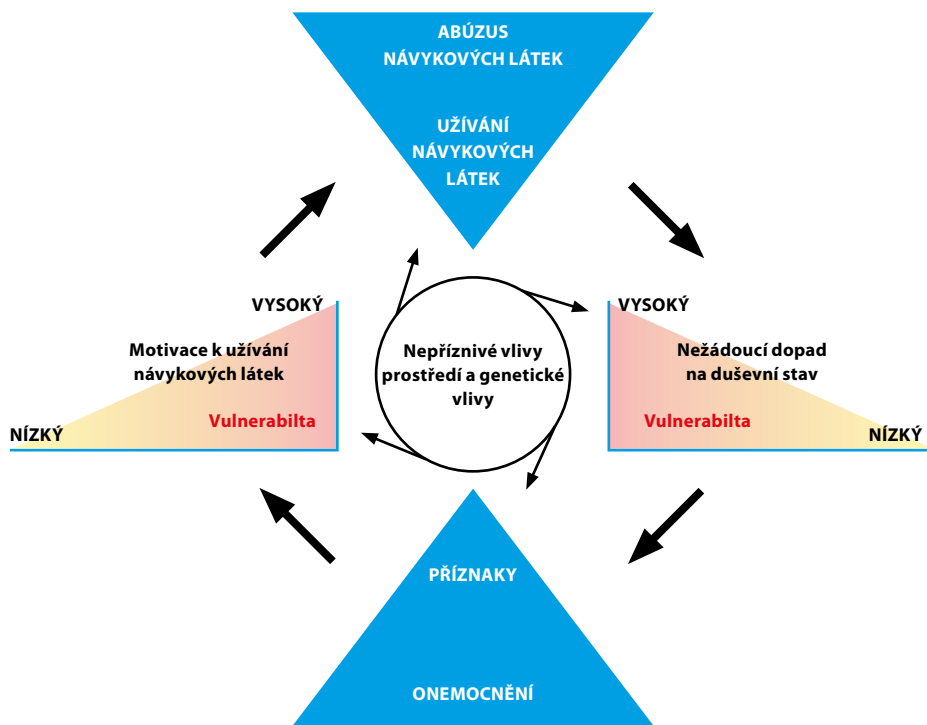 ABÚZUS
NÁVYKOVÝCH LÁTEK
UŽÍVÁNÍ
NÁVYKOVÝCH
LÁTEK
VYSOKÝ
Motivace k užívání
návykových látek
Vulnerabilta
NÍZKÝ
Nepříznivé vlivy
prostředí a genetické
vlivy
VYSOKÝ
Nežádoucí dopad
na duševní stav
Vulnerabilta
NÍZKÝ
PŘÍZNAKY
ONEMOCNĚNÍ